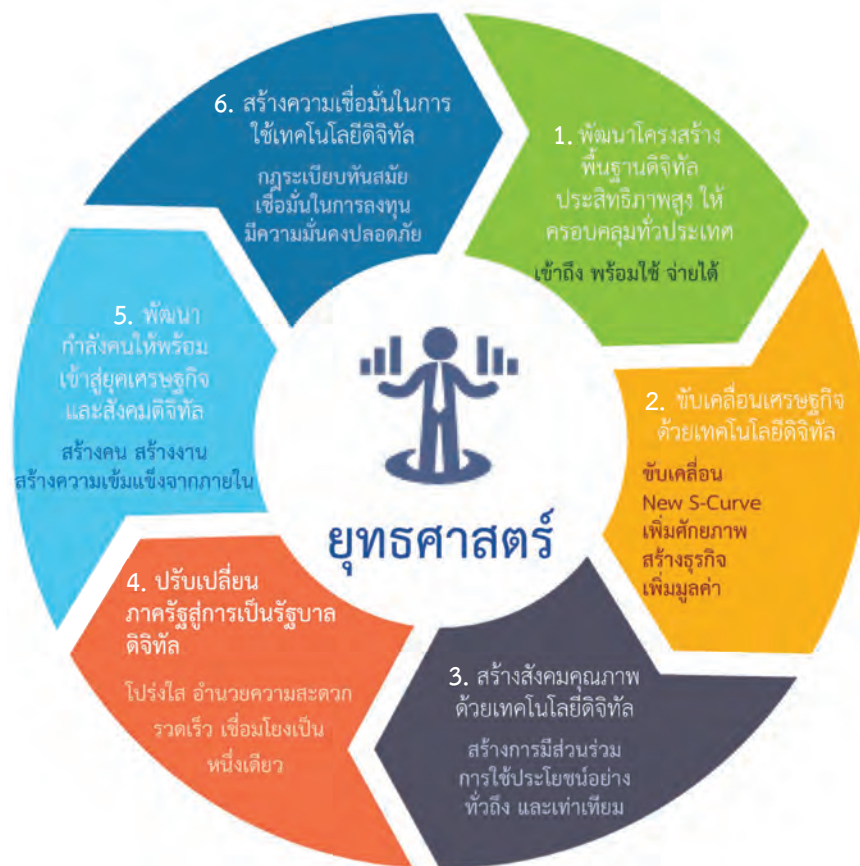 1. พัฒนาโครงสร้าง
พื้นฐานดิจิทัล
ประสิทธิภาพสูง ให้
ครอบคลุมทั่วประเทศ
เข้าถึง พร้อมใช้ จ่ายได้
2. ขับเคลื่อนเศรษฐกิจ
ด้วยเทคโนโลยีดิจิทัล
ขับเคลื่อน
New S-Curve
เพิ่มศักยภาพ
สร้างธุรกิจ
เพิ่มมูลค่า
3. สร้างสังคมคุณภาพ
ด้วยเทคโนโลยีดิจิทัล
สร้างการมีส่วนร่วม
การใช้ประโยชน์อย่าง
ทั่วถึง และเท่าเทียม
4. ปรับเปลี่ยน
ภาครัฐสู่การเป็นรัฐบาล
ดิจิทัล
โปร่งใส อำนวยความสะดวก
รวดเร็ว เชื่อมโยงเป็น
หนึ่งเดียว
5. พัฒนา
กำลังคนให้พร้อม
เข้าสู่ยุคเศรษฐกิจ
และสังคมดิจิทัล
สร้างคน สร้างงาน
สร้างความเข้มแข็งจากภายใน
6. สร้างความเชื่อมั่นในการ
ใช้เทคโนโลยีดิจิทัล
กฎระเบียบทันสมัย
เชื่อมั่นในการลงทุน
มีความมั่นคงปลอดภัย
ยุทธศาสตร์